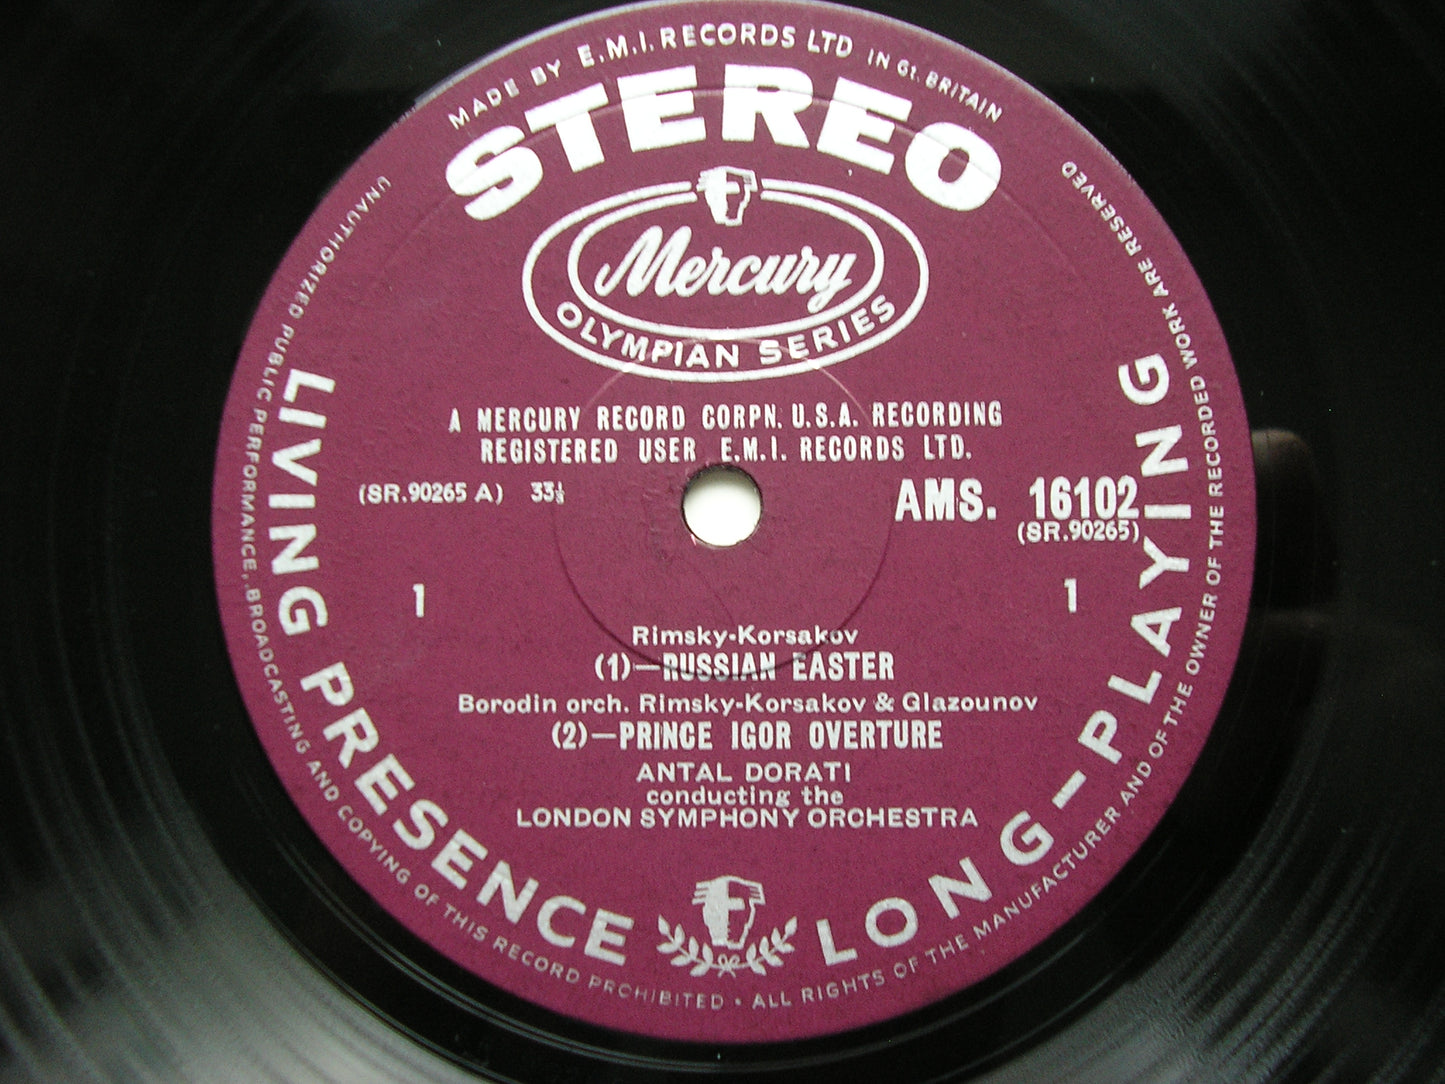 MADE BY E.M.I. RECORDS LTD IN Gt. BRITAIN
STEREO
Mercury
OLYMPIAN SERIES
A MERCURY RECORD CORPN. U.S.A. RECORDING
REGISTERED USER E.M.I. RECORDS LTD.
(SR.90265 A) 33⅓
AMS. 16102
(SR.90265)
1
1
Rimsky-Korsakov
(1)—RUSSIAN EASTER
Borodin orch. Rimsky-Korsakov & Glazounov
(2)—PRINCE IGOR OVERTURE
ANTAL DORATI
conducting the
LONDON SYMPHONY ORCHESTRA
LIVING PRESENCE
LONG–PLAYING
UNAUTHORIZED PUBLIC PERFORMANCE, BROADCASTING AND COPYING OF THIS RECORD PROHIBITED • ALL RIGHTS OF THE MANUFACTURER AND OF THE OWNER OF THE RECORDED WORK ARE RESERVED